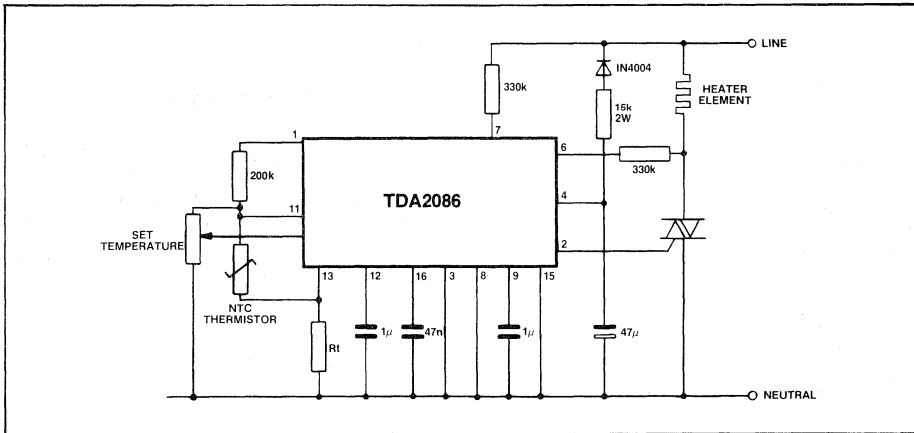 LINE
IN4004
HEATER
ELEMENT
330k
15k
2W
7
1
6
330k
200k
TDA2086
4
11
SET
TEMPERATURE
2
13
12
16
3
8
9
15
NTC
THERMISTOR
Rt
1μ
47n
1μ
47μ
NEUTRAL